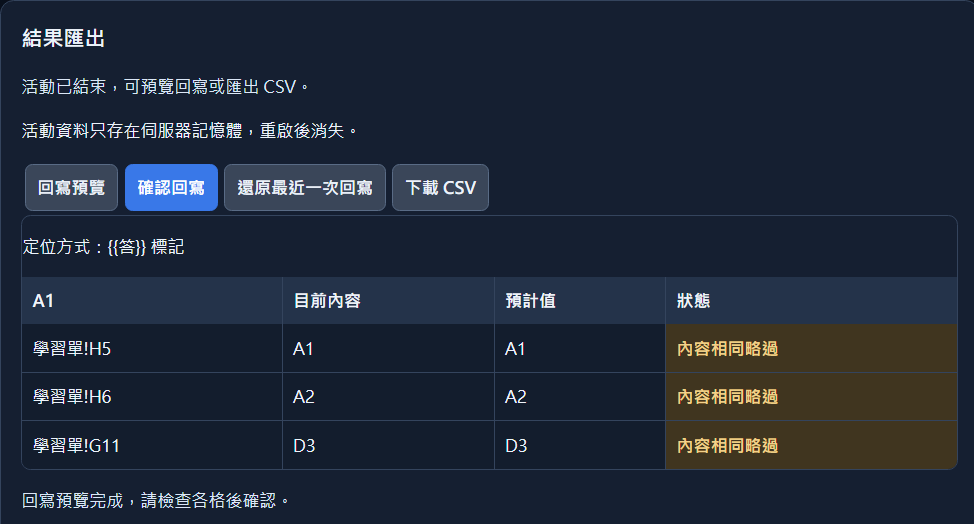 結果匯出
活動已結束，可預覽回寫或匯出 CSV。
活動資料只存在伺服器記憶體，重啟後消失。
回寫預覽 確認回寫 還原最近一次回寫 下載 CSV
定位方式：{{答}} 標記
A1 目前內容 預計值 狀態
學習單!H5 A1 A1 內容相同略過
學習單!H6 A2 A2 內容相同略過
學習單!G11 D3 D3 內容相同略過
回寫預覽完成，請檢查各格後確認。